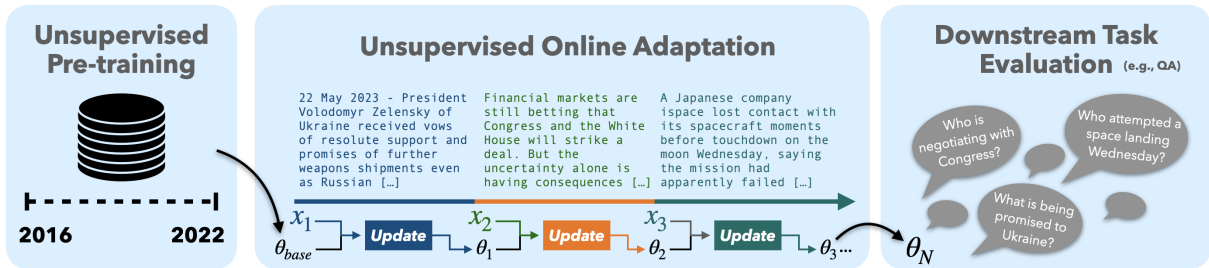 Unsupervised
Pre-training
2016
2022
Unsupervised Online Adaptation
22 May 2023 - President
Volodomyr Zelensky of
Ukraine received vows
of resolute support and
promises of further
weapons shipments even
as Russian […]
Financial markets are
still betting that
Congress and the White
House will strike a
deal. But the
uncertainty alone is
having consequences […]
A Japanese company
ispace lost contact with
its spacecraft moments
before touchdown on the
moon Wednesday, saying
the mission had
apparently failed […]
x1
θbase
Update
x2
θ1
Update
x3
θ2
Update
θ3...
θN
Downstream Task
Evaluation (e.g., QA)
Who is
negotiating with
Congress?
Who attempted a
space landing
Wednesday?
What is being
promised to
Ukraine?